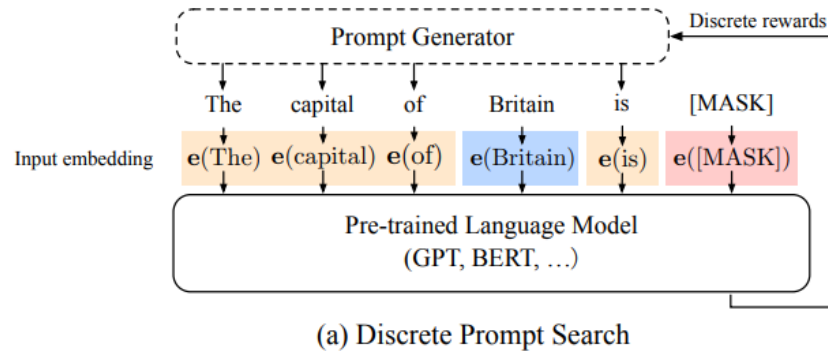 Discrete rewards
Prompt Generator
The capital of Britain is [MASK]
Input embedding e(The) e(capital) e(of) e(Britain) e(is) e([MASK])
Pre-trained Language Model
(GPT, BERT, ...)
(a) Discrete Prompt Search